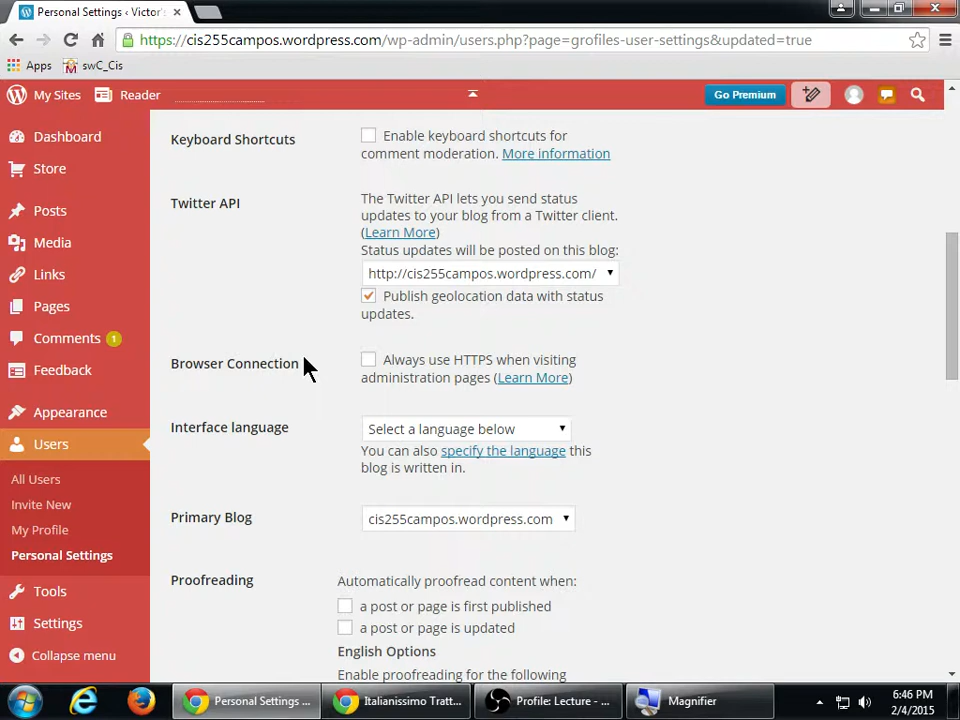 Personal Settings ‹ Victor's
https://cis255campos.wordpress.com/wp-admin/users.php?page=grofiles-user-settings&updated=true
Apps swC_Cis
My Sites Reader Go Premium
Dashboard
Store
Posts
Media
Links
Pages
Comments 1
Feedback
Appearance
Users
All Users
Invite New
My Profile
Personal Settings
Tools
Settings
Collapse menu
Keyboard Shortcuts
Enable keyboard shortcuts for
comment moderation. More information
Twitter API
The Twitter API lets you send status
updates to your blog from a Twitter client.
(Learn More)
Status updates will be posted on this blog:
http://cis255campos.wordpress.com/
Publish geolocation data with status
updates.
Browser Connection
Always use HTTPS when visiting
administration pages (Learn More)
Interface language
Select a language below
You can also specify the language this
blog is written in.
Primary Blog
cis255campos.wordpress.com
Proofreading
Automatically proofread content when:
a post or page is first published
a post or page is updated
English Options
Enable proofreading for the following
Personal Settings ... Italianissimo Tratt... Profile: Lecture - ... Magnifier
6:46 PM
2/4/2015